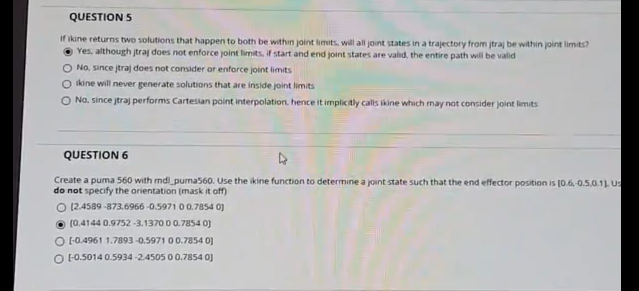 QUESTION 5
If ikine returns two solutions that happen to both be within joint limits, will all joint states in a trajectory from jtraj be within joint limits?
Yes, although jtraj does not enforce joint limits, if start and end joint states are valid, the entire path will be valid
No, since jtraj does not consider or enforce joint limits
ikine will never generate solutions that are inside joint limits
No, since jtraj performs Cartesian point interpolation, hence it implicitly calls ikine which may not consider joint limits
QUESTION 6
Create a puma 560 with mdl_puma560. Use the ikine function to determine a joint state such that the end effector position is [0.6,-0.5,0.1]. Us
do not specify the orientation (mask it off)
[2.4589 -873.6966 -0.5971 0 0.7854 0]
[0.4144 0.9752 -3.1370 0 0.7854 0]
[-0.4961 1.7893 -0.5971 0 0.7854 0]
[-0.5014 0.5934 -2.4505 0 0.7854 0]